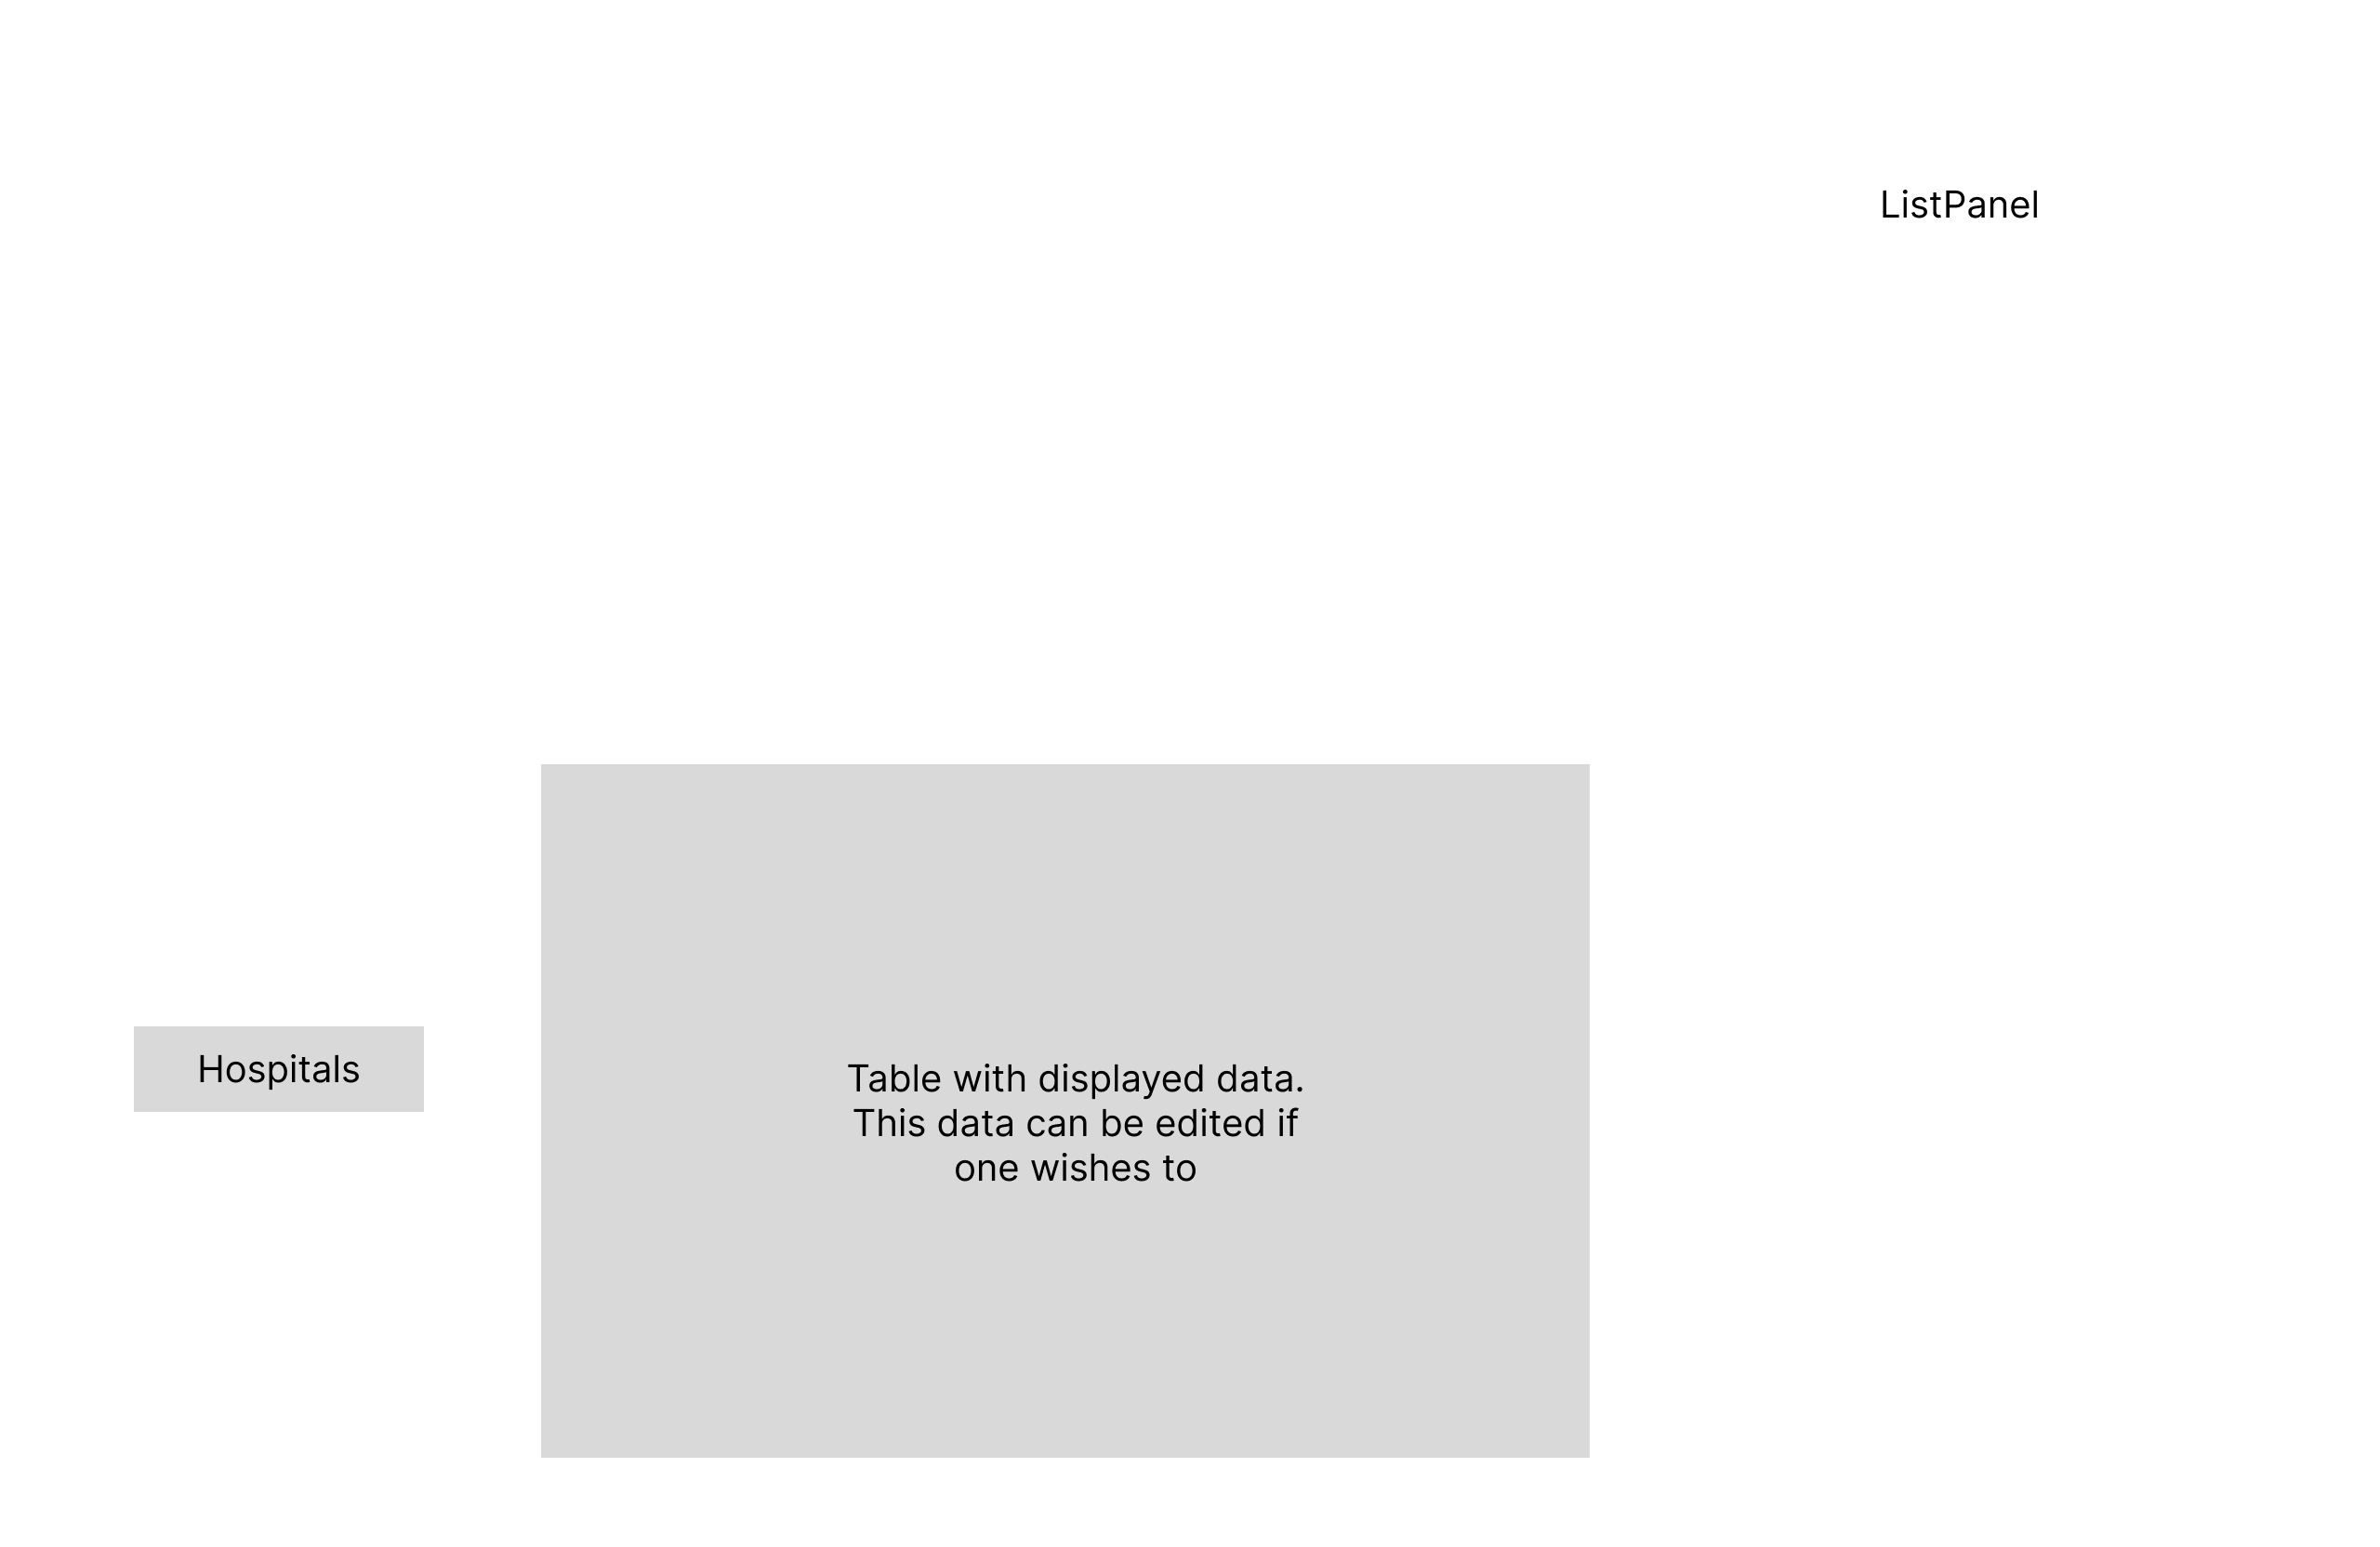 ListPanel
Hospitals
Table with displayed data.
This data can be edited if
one wishes to